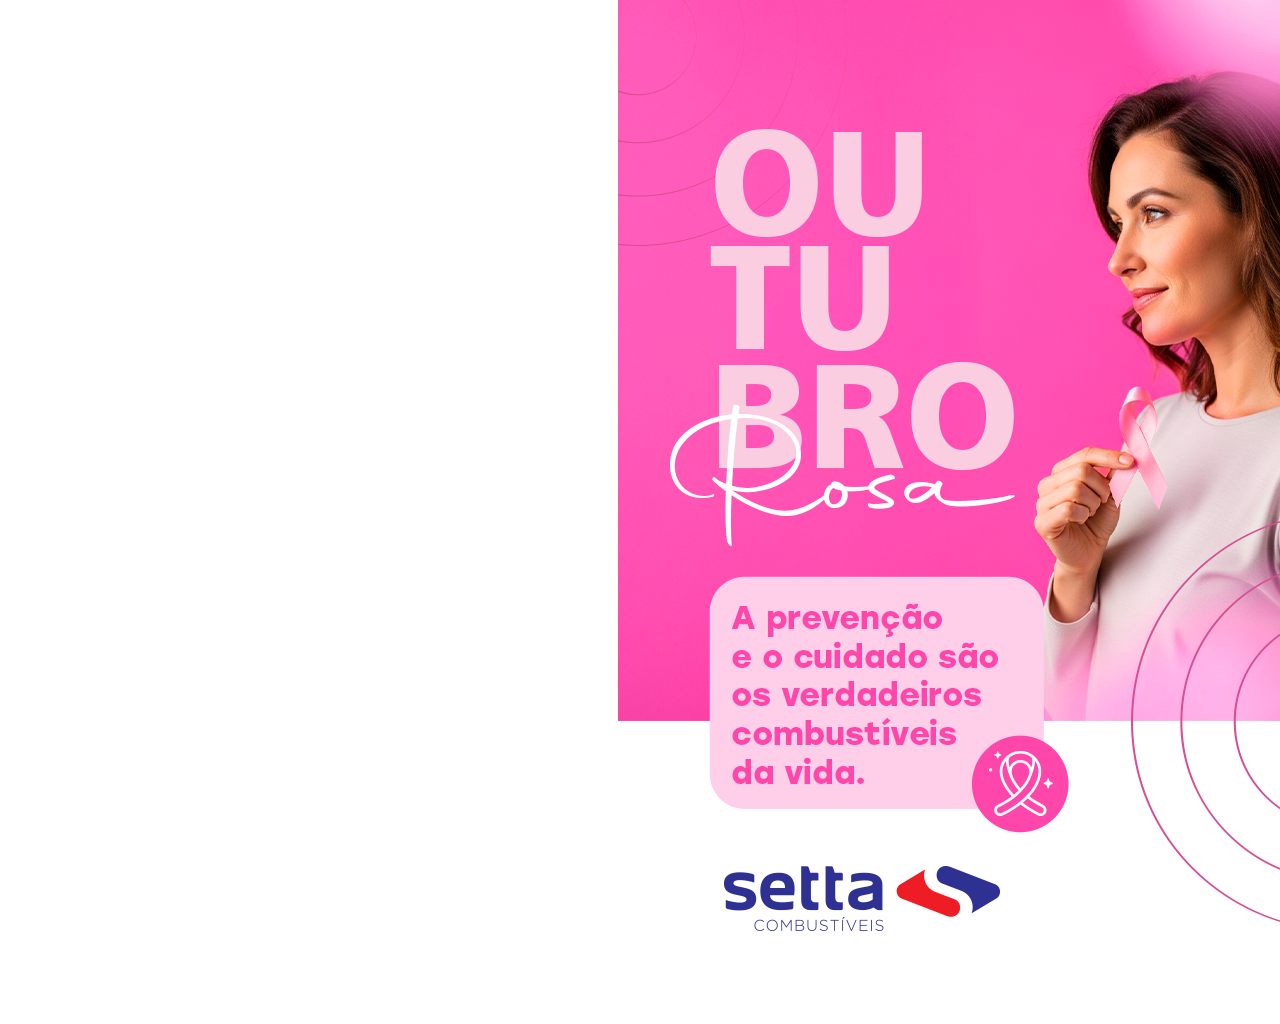 OU
TU
BRO
Rosa
A prevenção
e o cuidado são
os verdadeiros
combustíveis
da vida.
setta
COMBUSTÍVEIS